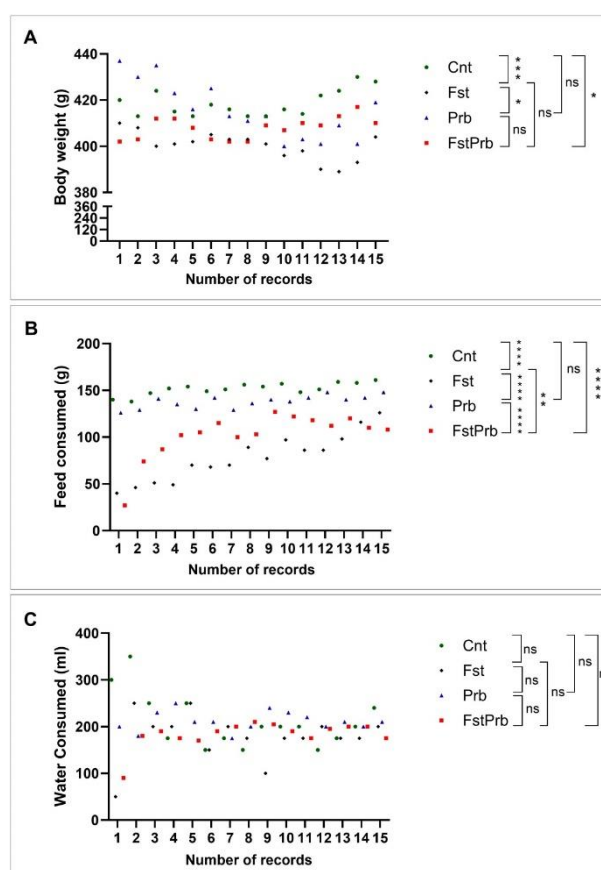 A
Body weight (g)
440
420
400
380
360
240
120
0
1 2 3 4 5 6 7 8 9 10 11 12 13 14 15
Number of records
Cnt
Fst
Prb
FstPrb
***
*
ns
ns
ns
*
B
Feed consumed (g)
200
150
100
50
0
1 2 3 4 5 6 7 8 9 10 11 12 13 14 15
Number of records
Cnt
Fst
Prb
FstPrb
****
****
****
**
ns
****
C
Water Consumed (ml)
400
300
200
100
0
1 2 3 4 5 6 7 8 9 10 11 12 13 14 15
Number of records
Cnt
Fst
Prb
FstPrb
ns
ns
ns
ns
ns